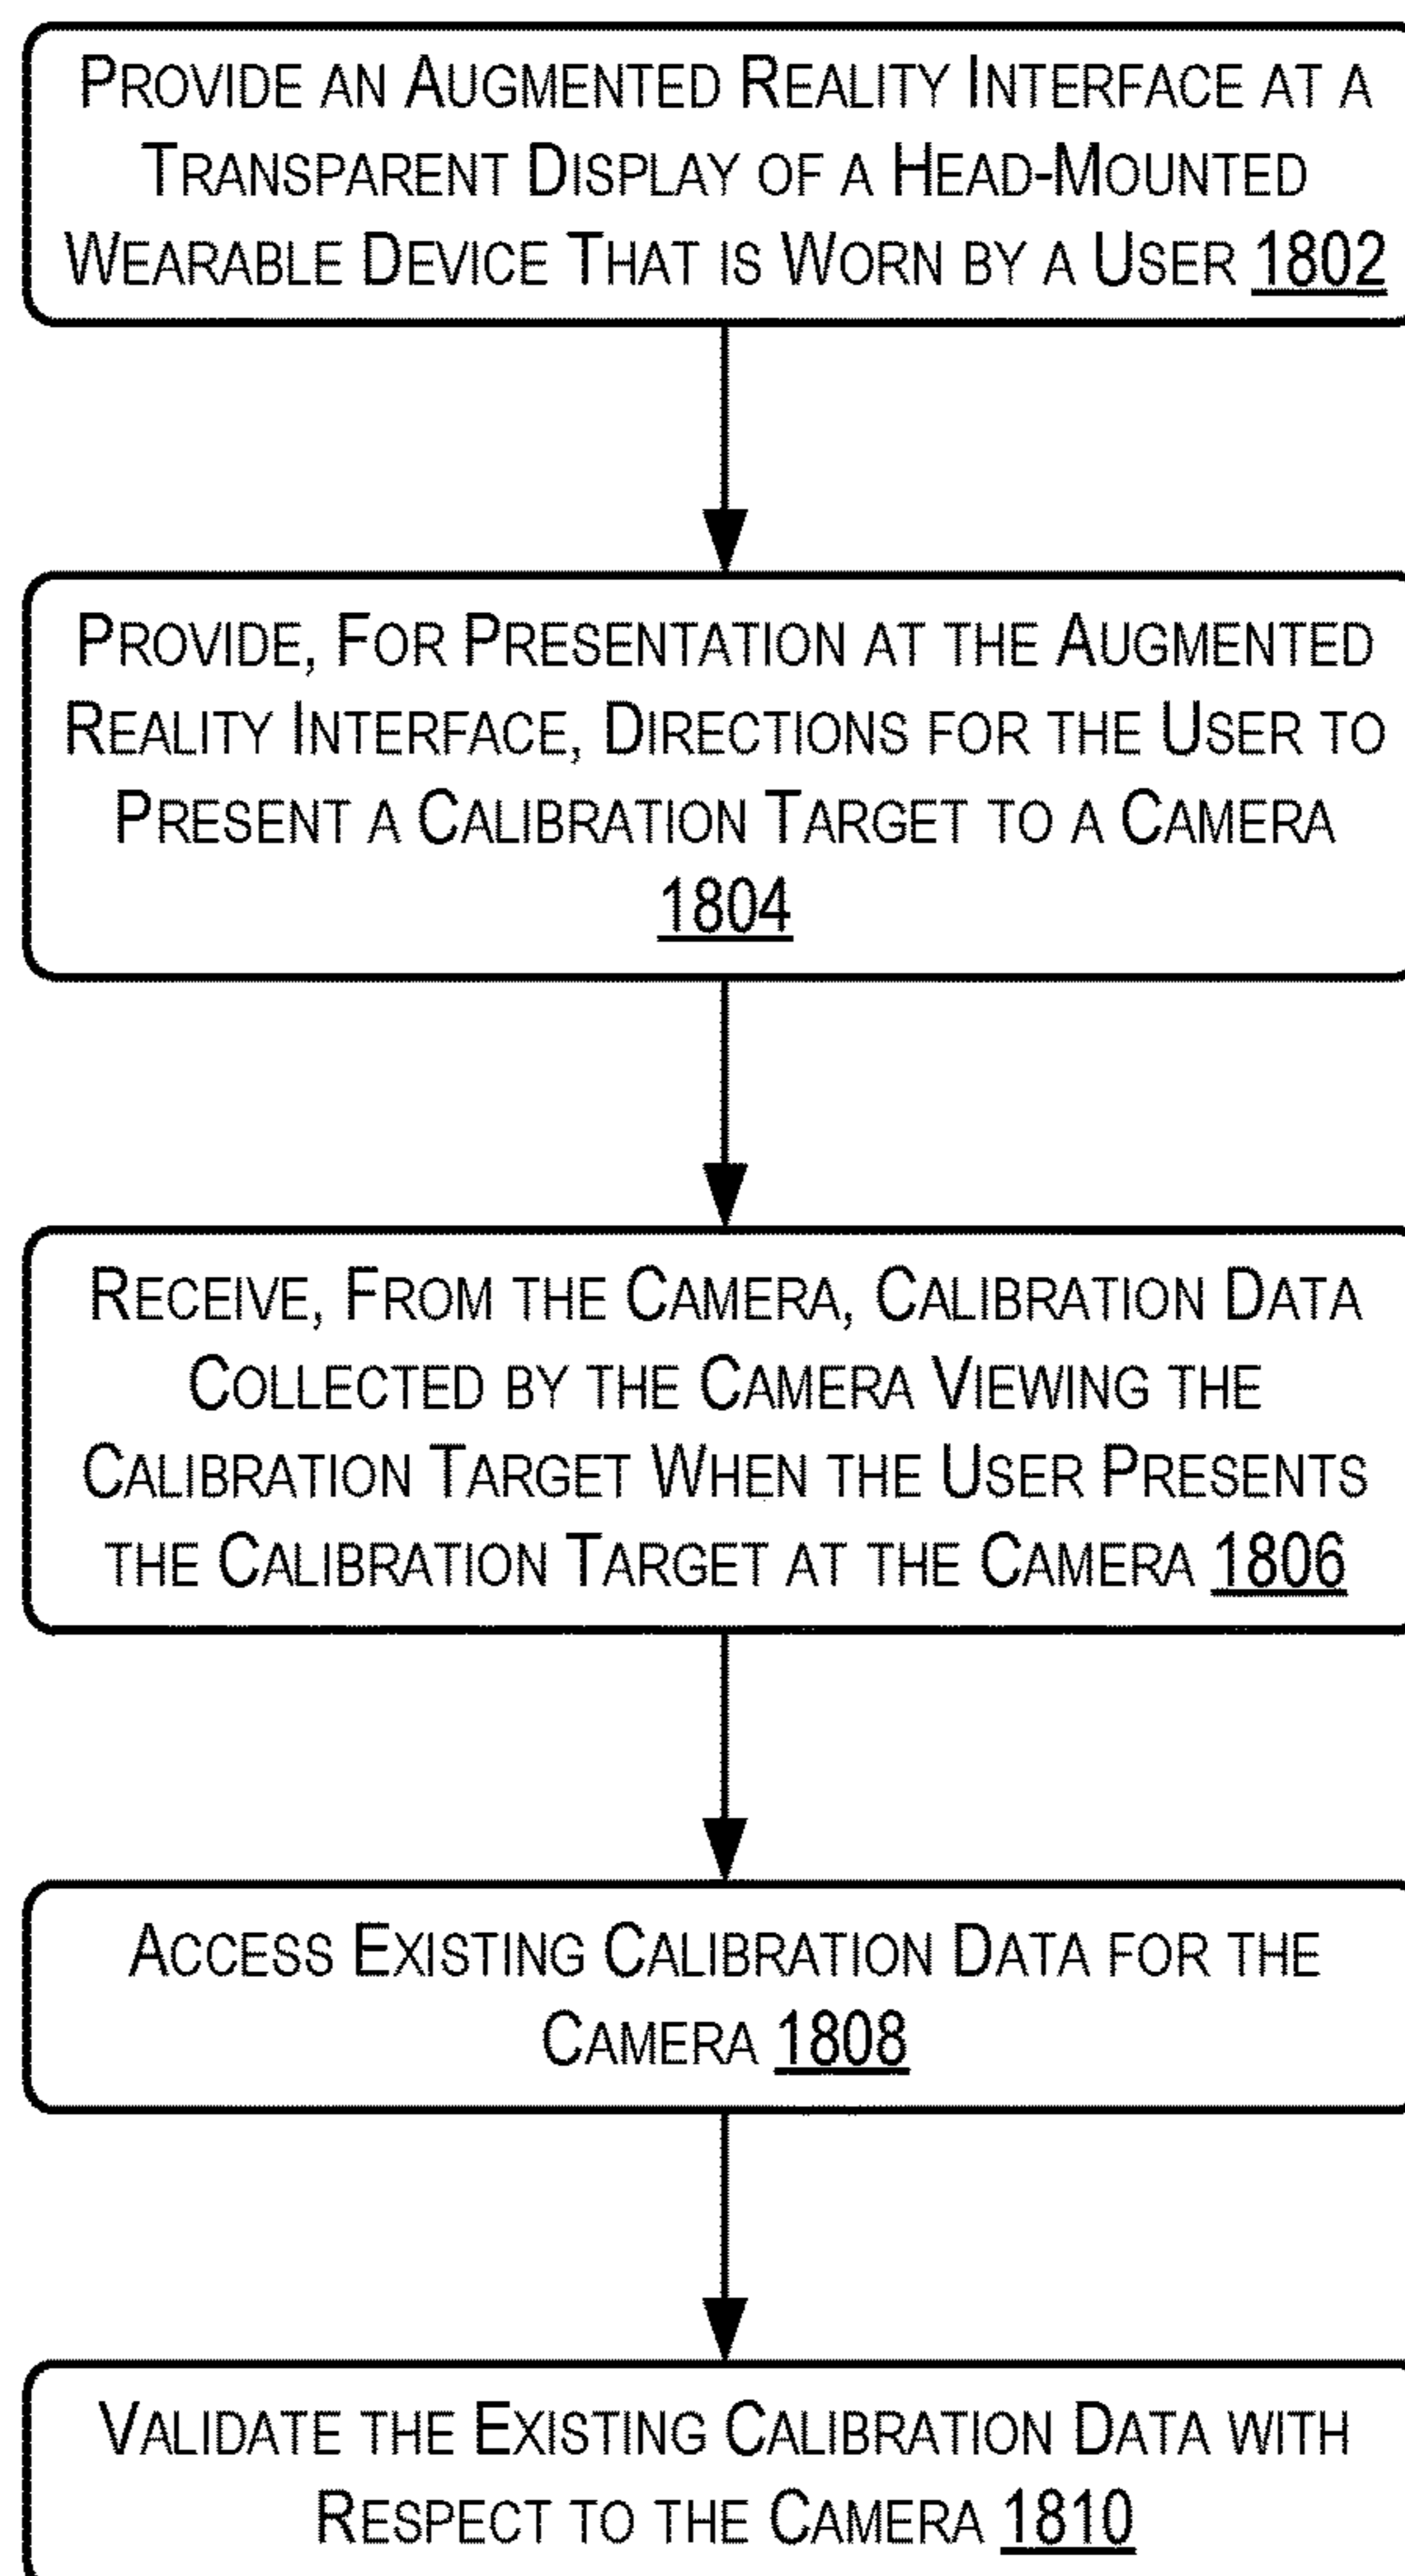 PROVIDE AN AUGMENTED REALITY INTERFACE AT A
TRANSPARENT DISPLAY OF A HEAD-MOUNTED
WEARABLE DEVICE THAT IS WORN BY A USER 1802
PROVIDE, FOR PRESENTATION AT THE AUGMENTED
REALITY INTERFACE, DIRECTIONS FOR THE USER TO
PRESENT A CALIBRATION TARGET TO A CAMERA
1804
RECEIVE, FROM THE CAMERA, CALIBRATION DATA
COLLECTED BY THE CAMERA VIEWING THE
CALIBRATION TARGET WHEN THE USER PRESENTS
THE CALIBRATION TARGET AT THE CAMERA 1806
ACCESS EXISTING CALIBRATION DATA FOR THE
CAMERA 1808
VALIDATE THE EXISTING CALIBRATION DATA WITH
RESPECT TO THE CAMERA 1810